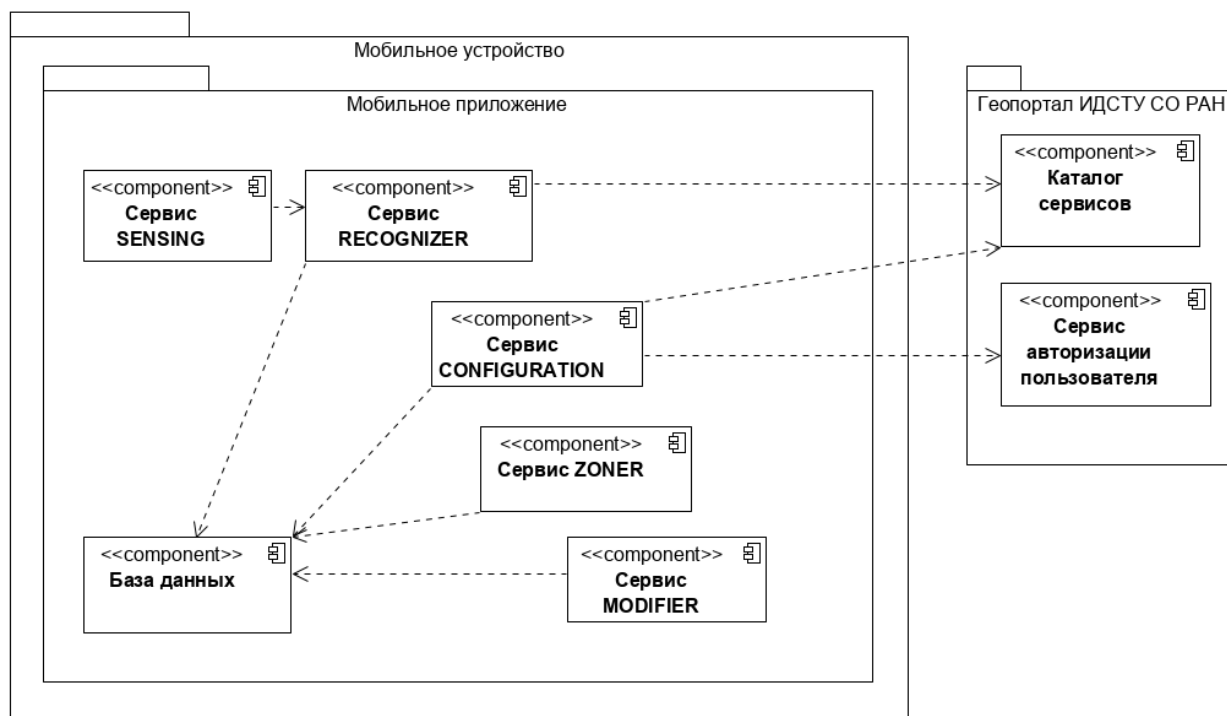 Мобильное устройство
Мобильное приложение
Геопортал ИДСТУ СО РАН
<<component>>
Сервис
SENSING
<<component>>
Сервис
RECOGNIZER
<<component>>
Каталог
сервисов
<<component>>
Сервис
CONFIGURATION
<<component>>
Сервис
авторизации
пользователя
<<component>>
Сервис ZONER
<<component>>
База данных
<<component>>
Сервис
MODIFIER